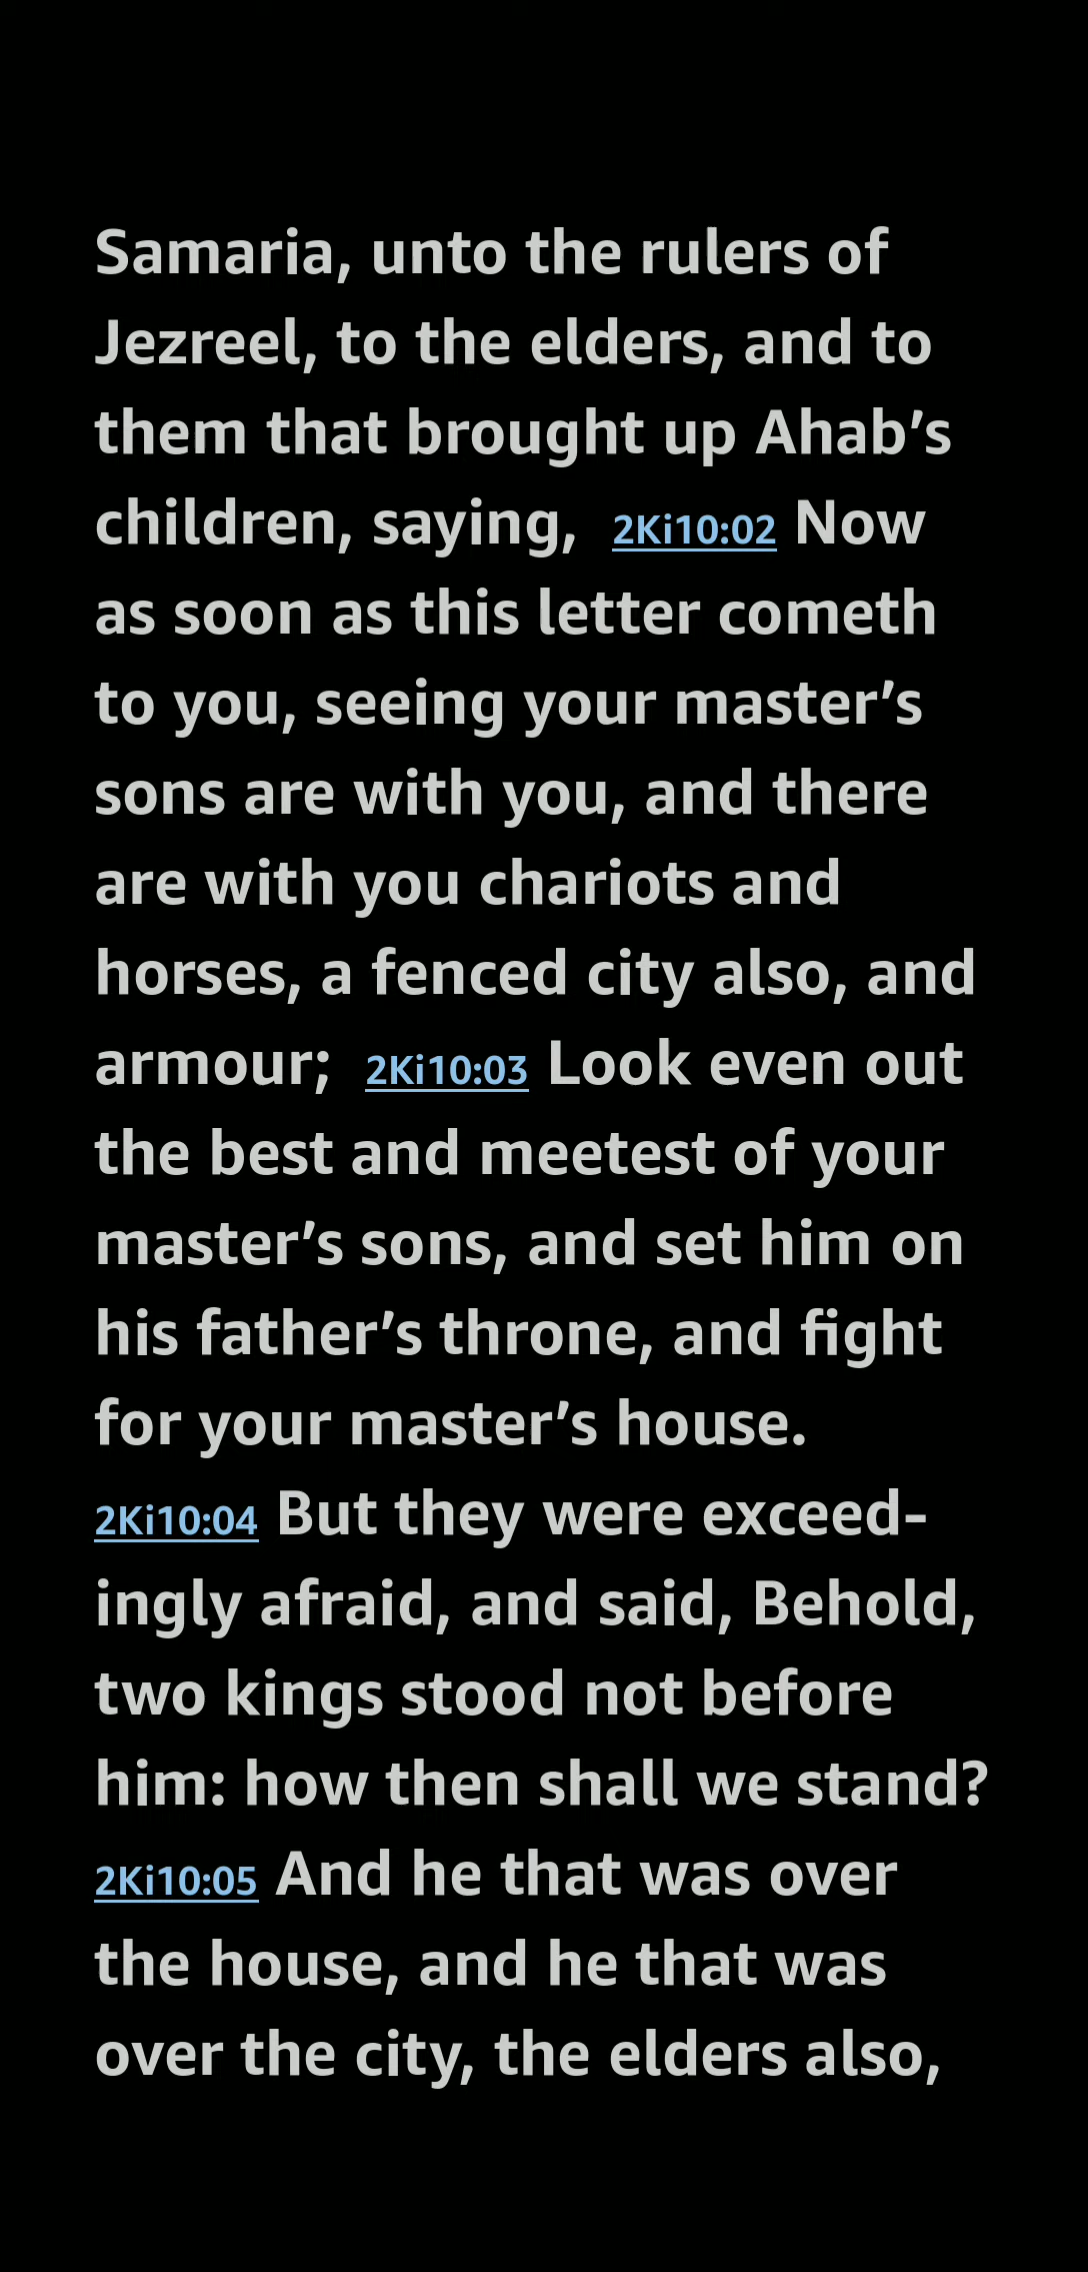 Samaria, unto the rulers of
Jezreel, to the elders, and to
them that brought up Ahab’s
children, saying, 2Ki10:02 Now
as soon as this letter cometh
to you, seeing your master’s
sons are with you, and there
are with you chariots and
horses, a fenced city also, and
armour; 2Ki10:03 Look even out
the best and meetest of your
master’s sons, and set him on
his father’s throne, and fight
for your master’s house.
2Ki10:04 But they were exceed-
ingly afraid, and said, Behold,
two kings stood not before
him: how then shall we stand?
2Ki10:05 And he that was over
the house, and he that was
over the city, the elders also,